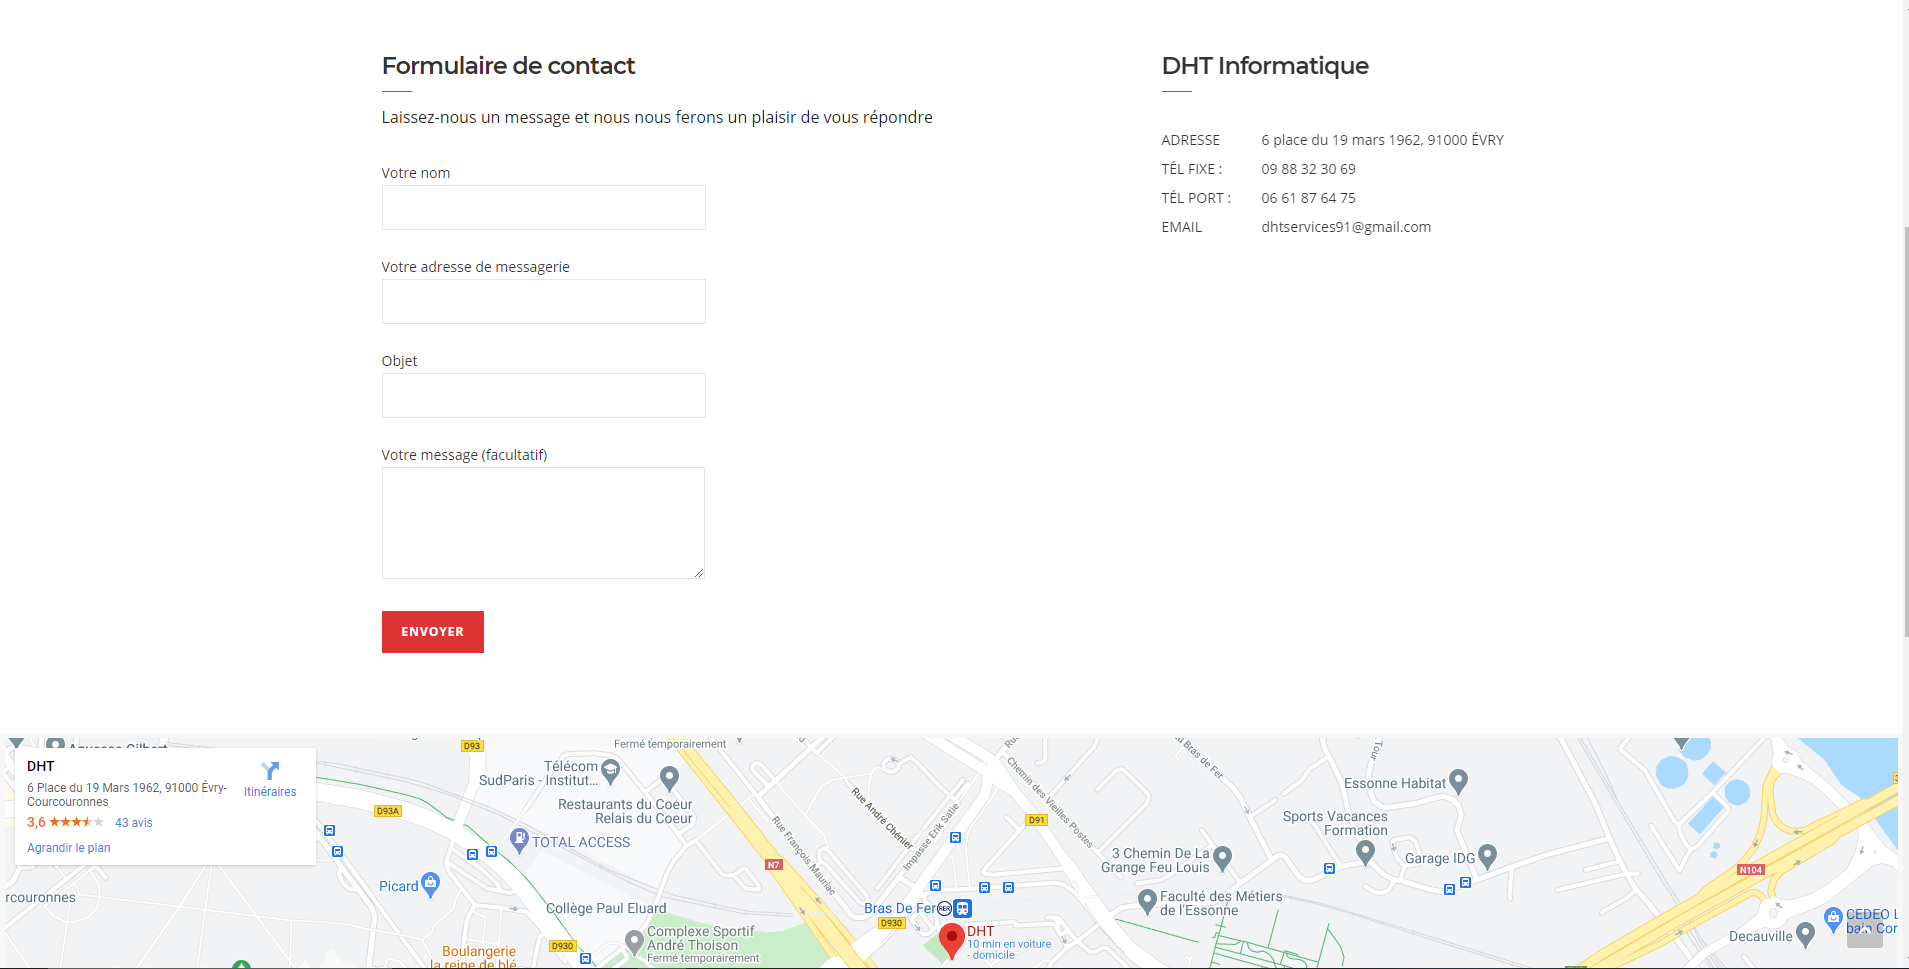 Formulaire de contact
Laissez-nous un message et nous nous ferons un plaisir de vous répondre
Votre nom
Votre adresse de messagerie
Objet
Votre message (facultatif)
ENVOYER
DHT Informatique
ADRESSE 6 place du 19 mars 1962, 91000 ÉVRY
TÉL FIXE : 09 88 32 30 69
TÉL PORT : 06 61 87 64 75
EMAIL dhtservices91@gmail.com
DHT
6 Place du 19 Mars 1962, 91000 Évry-
Courcouronnes
3,6 43 avis
Agrandir le plan
Itinéraires
D93
Fermé temporairement
Télécom
SudParis - Institut...
Restaurants du Coeur
Relais du Coeur
D93A
TOTAL ACCESS
Picard
rcouronnes
Collège Paul Eluard
D930
Boulangerie
la reine de blé
Complexe Sportif
André Thoison
Fermé temporairement
N7
Rue François Mauriac
Rue André Chénier
Impasse Erik Satie
Chemin des Vieilles Postes
D91
Bras De Fer
RER
D930
DHT
10 min en voiture
- domicile
3 Chemin De La
Grange Feu Louis
Faculté des Métiers
de l'Essonne
du Bras de Fer
Essonne Habitat
Sports Vacances
Formation
Garage IDG
N104
Decauville
CEDEO L
bain Cor